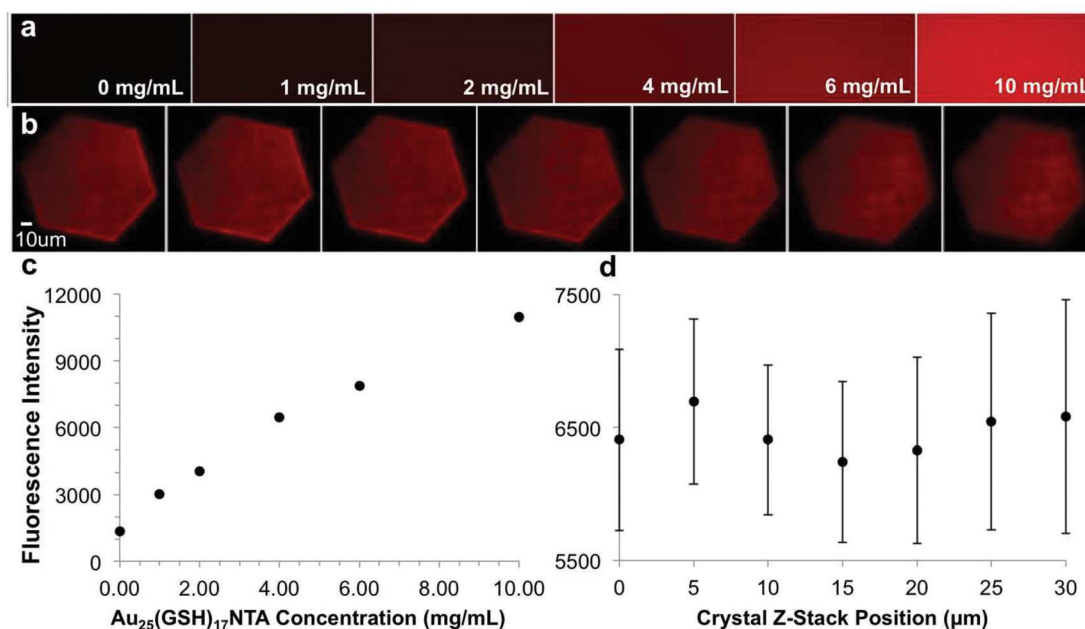 a
0 mg/mL 1 mg/mL 2 mg/mL 4 mg/mL 6 mg/mL 10 mg/mL
b
10um
c
12000
9000
6000
3000
0
Fluorescence Intensity
0.00 1.00 2.00 4.00 6.00 8.00 10.00
Au25(GSH)17NTA Concentration (mg/mL)
d
7500
6500
5500
0 5 10 15 20 25 30
Crystal Z-Stack Position (µm)